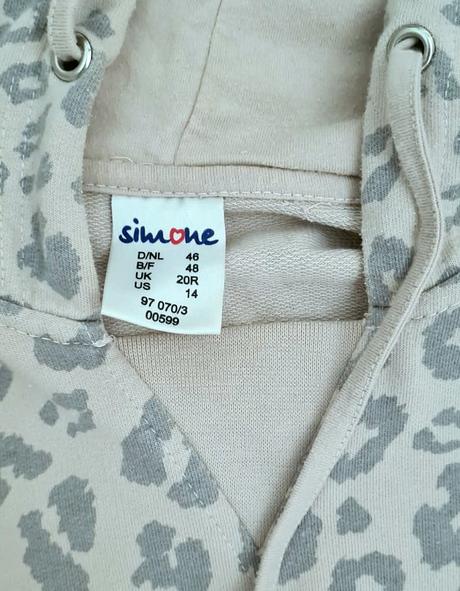 simone
D/NL 46
B/F 48
UK 20R
US 14
97 070/3
00599